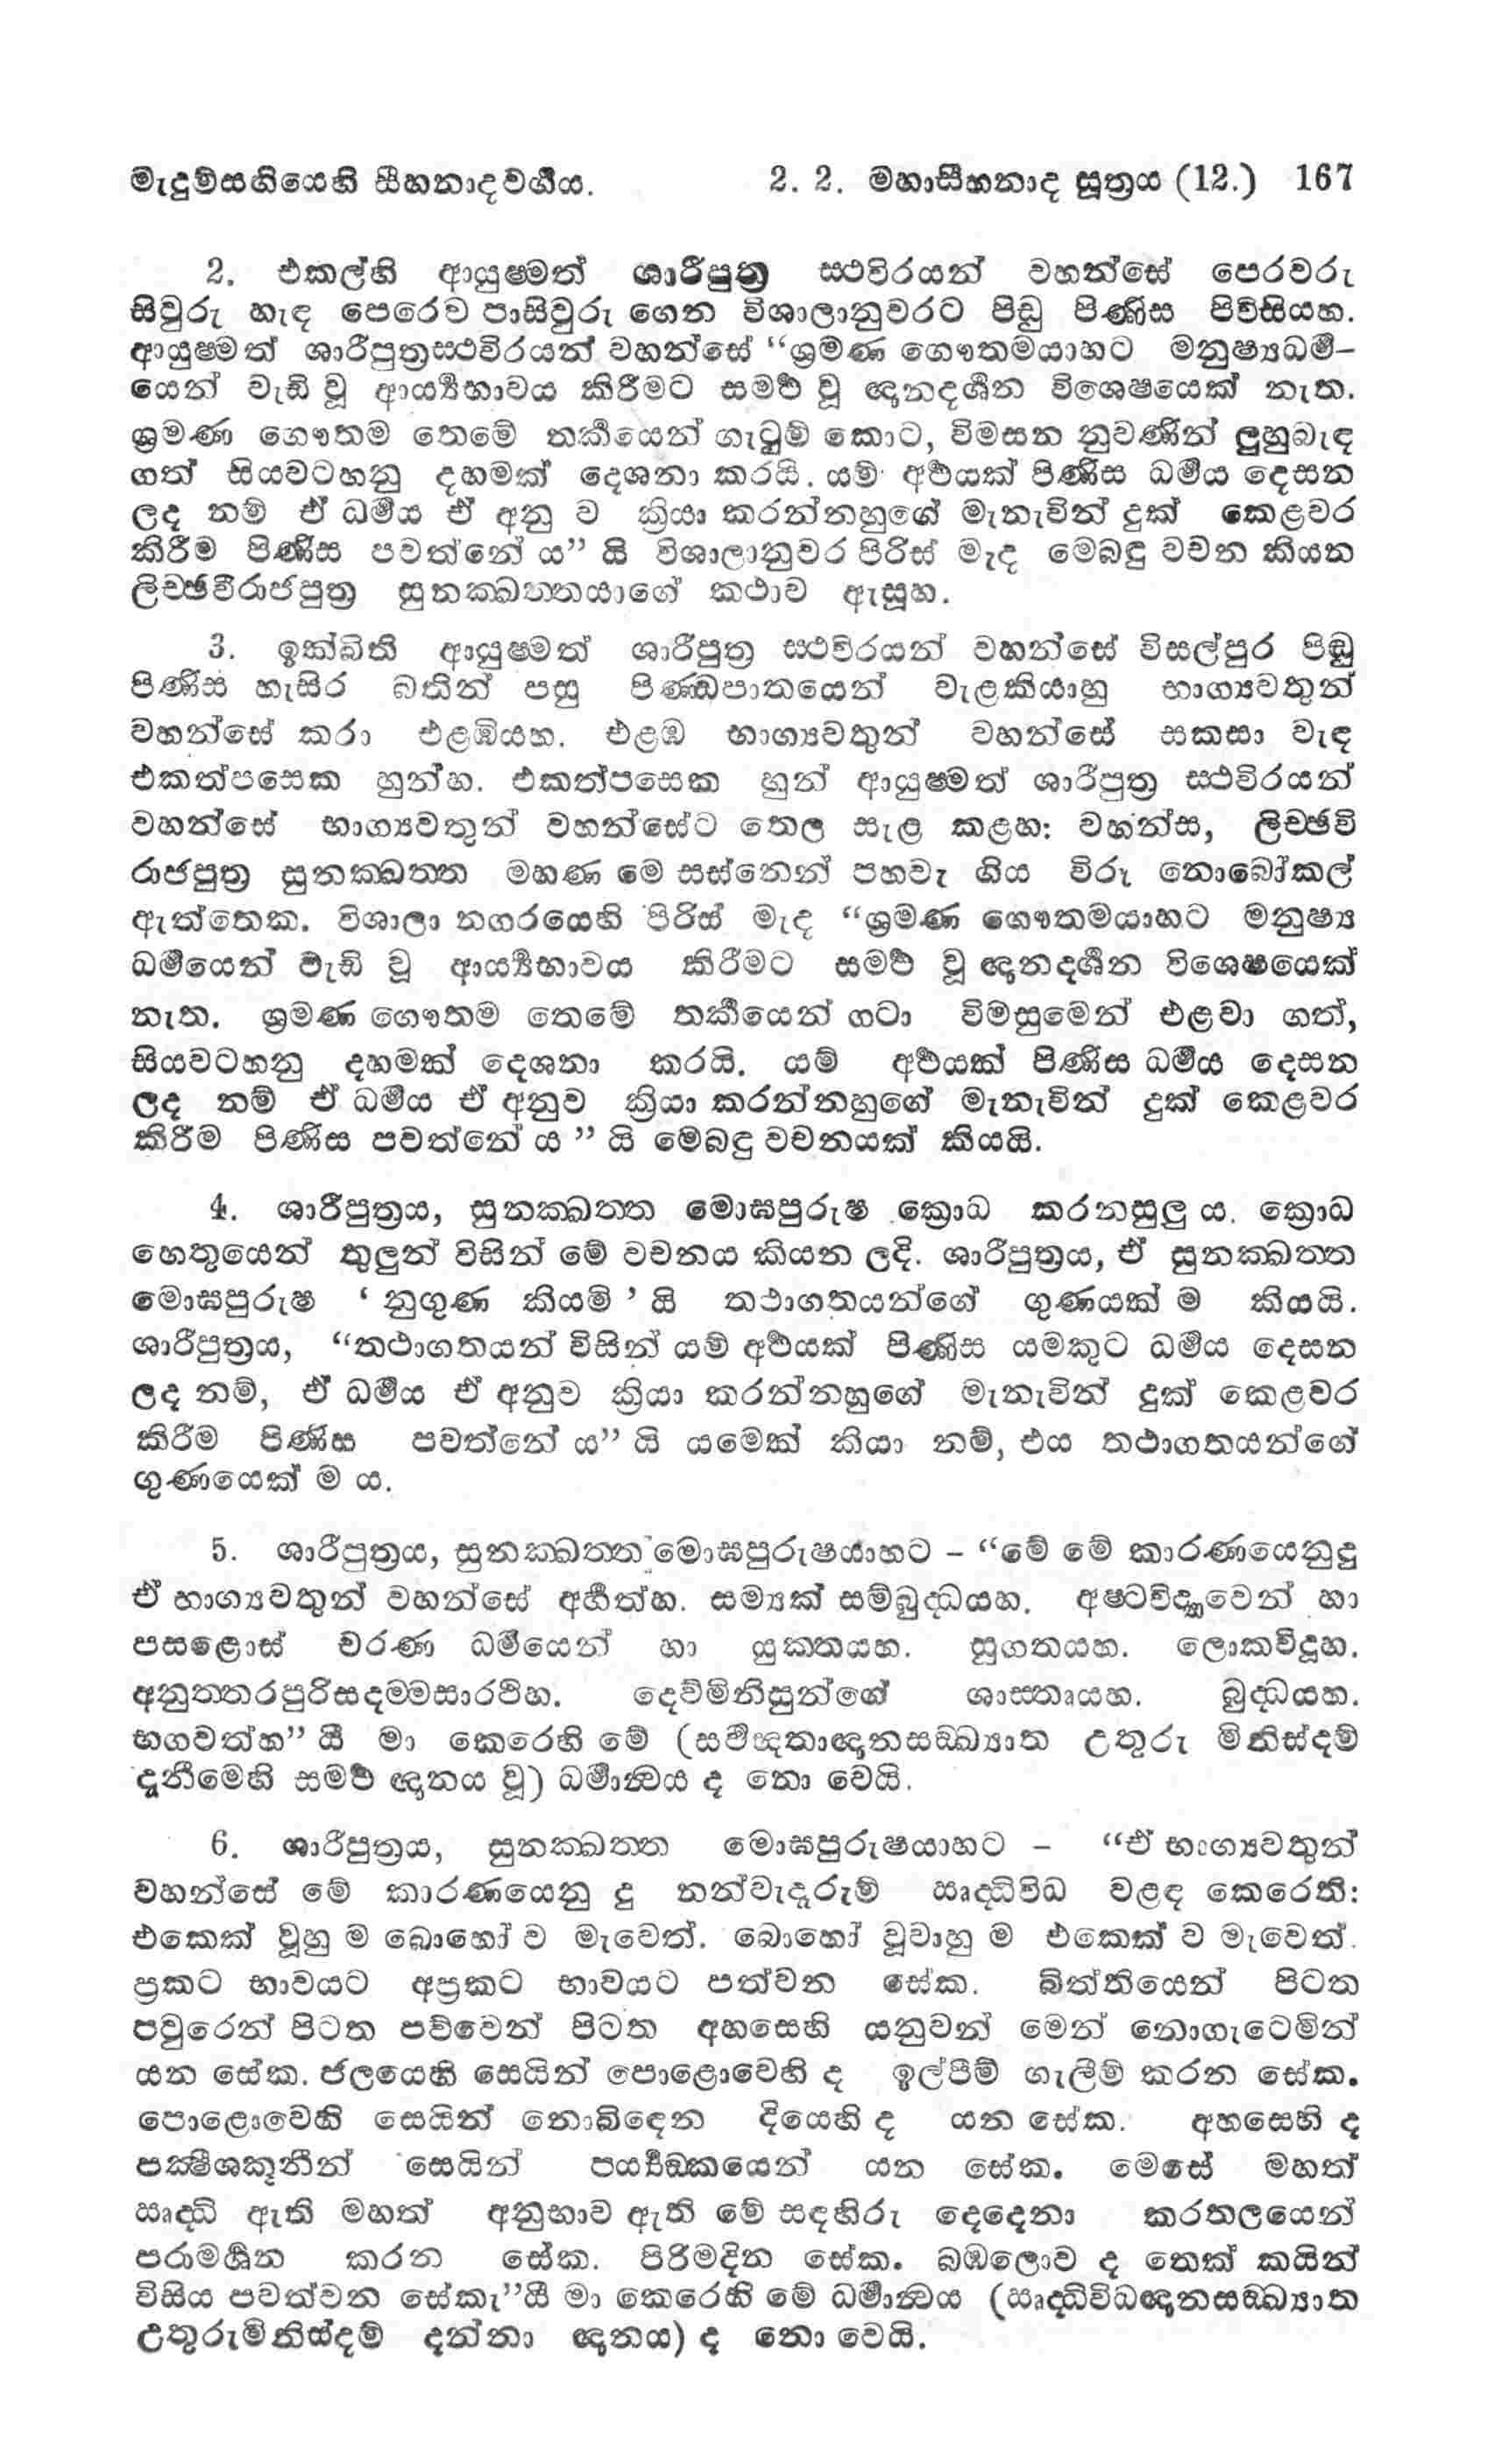 මැදුම්සඟියෙහි සීහනාදවර්‍ගය. 2. 2. මහාසීහනාද සූත්‍රය (12.) 167
2. එකල්හි ආයුෂ්මත් ශාරීපුත්‍ර ස්ථවිරයන් වහන්සේ පෙරවරු
සිවුරු හැඳ පෙරෙව පාසිවුරු ගෙන විශාලානුවරට පිඬු පිණිස පිවිසියහ.
ආයුෂ්මත් ශාරීපුත්‍රස්ථවිරයන් වහන්සේ “ශ්‍රමණ ගෞතමයාහට මනුෂ්‍යධර්‍ම–
යෙන් වැඩි වූ ආර්‍ය්‍යභාවය කිරීමට සමර්‍ථ වූ ඥානදර්‍ශන විශෙෂයෙක් නැත.
ශ්‍රමණ ගෞතම තෙමේ තර්‍කයෙන් ගැටුම් කොට, විමසන නුවණින් ලුහුබැඳ
ගත් සියවටහනු දහමක් දෙශනා කරයි. යම් අර්‍ථයක් පිණිස ධර්‍මය දෙසන
ලද නම් ඒ ධර්‍මය ඒ අනු ව ක්‍රියා කරන්නහුගේ මැනැවින් දුක් කෙළවර
කිරීම පිණිස පවත්නේ ය” යි විශාලානුවර පිරිස් මැද මෙබඳු වචන කියන
ලිච්ඡවීරාජපුත්‍ර සුනක්ඛත්තයාගේ කථාව ඇසූහ.
3. ඉක්බිති ආයුෂ්මත් ශාරීපුත්‍ර ස්ථවිරයන් වහන්සේ විසල්පුර පිඬු
පිණිස හැසිර බතින් පසු පිණ්ඩපාතයෙන් වැළකියාහු භාග්‍යවතුන්
වහන්සේ කරා එළඹියහ. එළඹ භාග්‍යවතුන් වහන්සේ සකසා වැඳ
එකත්පසෙක හුන්හ. එකත්පසෙක හුන් ආයුෂ්මත් ශාරීපුත්‍ර ස්ථවිරයන්
වහන්සේ භාග්‍යවතුන් වහන්සේට තෙල සැළ කළහ: වහන්ස, ලිච්ඡවි
රාජපුත්‍ර සුනක්ඛත්ත මහණ මෙ සස්නෙන් පහවැ ගිය විරූ නොබෝකල්
ඇත්තෙක. විශාලා නගරයෙහි පිරිස් මැද “ශ්‍රමණ ගෞතමයාහට මනුෂ්‍ය
ධර්‍මයෙන් වැඩි වූ ආර්‍ය්‍යභාවය කිරීමට සමර්‍ථ වූ ඥානදර්‍ශන විශෙෂයෙක්
නැත. ශ්‍රමණ ගෞතම තෙමේ තර්‍කයෙන් ගටා විමසුමෙන් එළවා ගත්,
සියවටහනු දහමක් දෙශනා කරයි. යම් අර්‍ථයක් පිණිස ධර්‍මය දෙසන
ලද නම් ඒ ධර්‍මය ඒ අනුව ක්‍රියා කරන්නහුගේ මැනැවින් දුක් කෙළවර
කිරීම පිණිස පවත්නේ ය” යි මෙබඳු වචනයක් කියයි.
4. ශාරීපුත්‍රය, සුනක්ඛත්ත මොඝපුරුෂ ක්‍රොධ කරනසුලු ය. ක්‍රොධ
හෙතුයෙන් තුලුන් විසින් මේ වචනය කියන ලදි. ශාරීපුත්‍රය, ඒ සුනක්ඛත්ත
මොඝපුරුෂ ‘ නුගුණ කියමි ’ යි තථාගතයන්ගේ ගුණයක් ම කියයි.
ශාරීපුත්‍රය, “තථාගතයන් විසින් යම් අර්‍ථයක් පිණිස යමකුට ධර්‍මය දෙසන
ලද නම්, ඒ ධර්‍මය ඒ අනුව ක්‍රියා කරන්නහුගේ මැනැවින් දුක් කෙළවර
කිරීම පිණිස පවත්නේ ය” යි යමෙක් කියා නම්, එය තථාගතයන්ගේ
ගුණයෙක් ම ය.
5. ශාරීපුත්‍රය, සුනක්ඛත්ත මොඝපුරුෂයාහට – “මේ මේ කාරණයෙනුදු
ඒ භාග්‍යවතුන් වහන්සේ අර්‍හත්හ. සම්‍යක් සම්බුද්ධයහ. අෂ්ටවිද්‍යාවෙන් හා
පසළොස් චරණ ධර්‍මයෙන් හා යුක්තයහ. සුගතයහ. ලොකවිදූහ.
අනුත්තරපුරිසදම්මසාරථිහ. දෙව්මිනිසුන්ගේ ශාස්තෘයහ. බුද්ධයහ.
භගවත්හ” යී මා කෙරෙහි මේ (සර්‍වඥතාඥානසඞ්ඛ්‍යාත උතුරු මිනිස්දම්
දැනීමෙහි සමර්‍ථ ඥානය වූ) ධර්‍මාන්‍වය ද නො වෙයි.
6. ශාරීපුත්‍රය, සුනක්ඛත්ත මොඝපුරුෂයාහට – “ඒ භාග්‍යවතුන්
වහන්සේ මේ කාරණයෙනු දු නන්වැදෑරුම් ඍද්ධිවිධ වළඳ කෙරෙති:
එකෙක් වූහු ම බොහෝ ව මැවෙත්. බොහෝ වූවාහු ම එකෙක් ව මැවෙත්.
ප්‍රකට භාවයට අප්‍රකට භාවයට පත්වන සේක. බිත්තියෙන් පිටත
පවුරෙන් පිටත පව්වෙන් පිටත අහසෙහි යනුවන් මෙන් නොගැටෙමින්
යන සේක. ජලයෙහි සෙයින් පොළොවෙහි ද ඉල්පීම් ගැලීම් කරන සේක.
පොළොවෙහි සෙයින් නොබිඳෙන දියෙහි ද යන සේක. අහසෙහි ද
පක්ෂීශකුනීන් සෙයින් පර්‍ය්‍යඞ්කයෙන් යන සේක. මෙසේ මහත්
ඍද්ධි ඇති මහත් අනුභාව ඇති මේ සඳහිරු දෙදෙනා කරතලයෙන්
පරාමර්‍ශන කරන සේක. පිරිමදින සේක. බඹලොව ද තෙක් කයින්
විසිය පවත්වන සේකැ”යී මා කෙරෙහි මේ ධර්‍මාන්‍වය (ඍද්ධිවිධඥානසඞ්ඛ්‍යාත
උතුරුමිනිස්දම් දන්නා ඥානය) ද නො වෙයි.